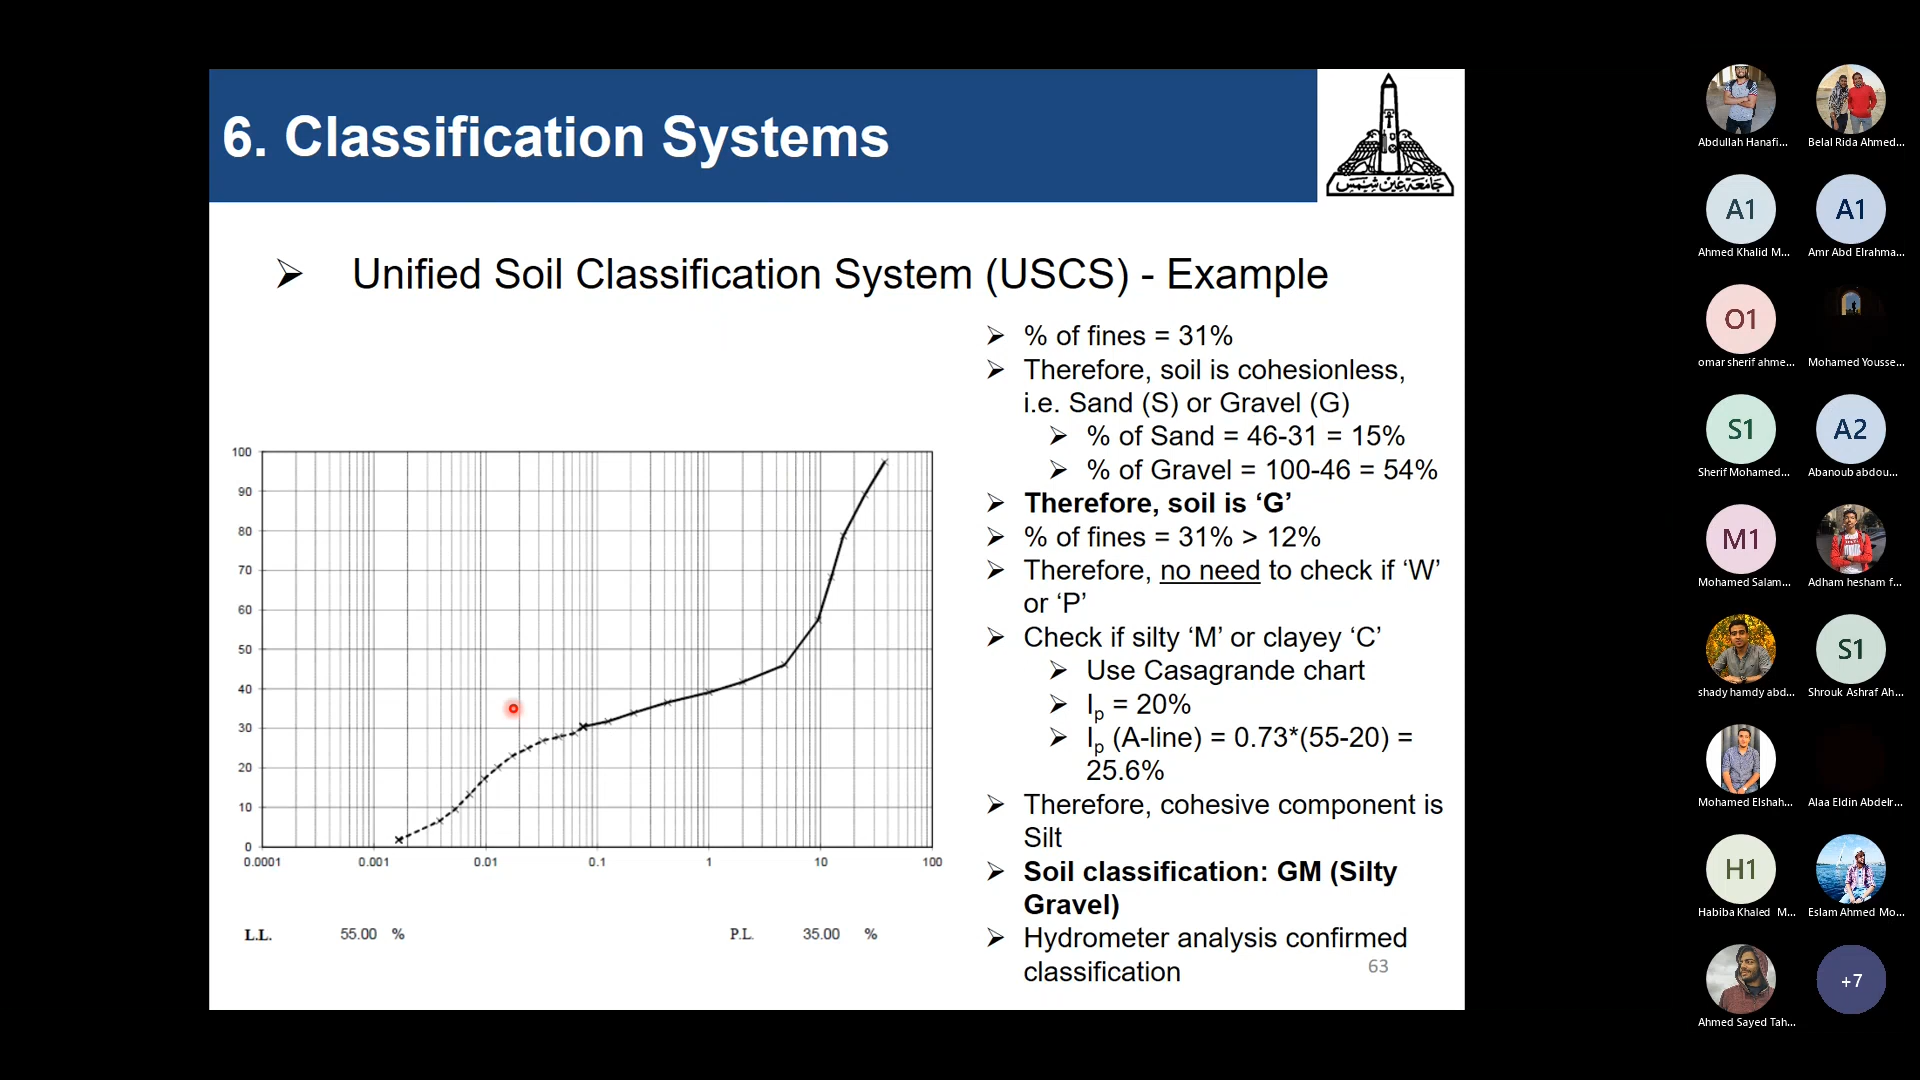 6. Classification Systems
جامعة عين شمس
➢ Unified Soil Classification System (USCS) - Example
➢ % of fines = 31%
➢ Therefore, soil is cohesionless,
i.e. Sand (S) or Gravel (G)
➢ % of Sand = 46-31 = 15%
➢ % of Gravel = 100-46 = 54%
➢ Therefore, soil is ‘G’
➢ % of fines = 31% > 12%
➢ Therefore, no need to check if ‘W’
or ‘P’
➢ Check if silty ‘M’ or clayey ‘C’
➢ Use Casagrande chart
➢ Ip = 20%
➢ Ip (A-line) = 0.73*(55-20) =
25.6%
➢ Therefore, cohesive component is
Silt
➢ Soil classification: GM (Silty
Gravel)
➢ Hydrometer analysis confirmed
classification
63
100
90
80
70
60
50
40
30
20
10
0
0.0001 0.001 0.01 0.1 1 10 100
L.L. 55.00 % P.L. 35.00 %
Abdullah Hanafi... Belal Rida Ahmed...
A1 A1
Ahmed Khalid M... Amr Abd Elrahma...
O1
omar sherif ahme... Mohamed Yousse...
S1 A2
Sherif Mohamed... Abanoub abdou...
M1
Mohamed Salam... Adham hesham f...
S1
shady hamdy abd... Shrouk Ashraf Ah...
Mohamed Elshah... Alaa Eldin Abdelr...
H1
Habiba Khaled M... Eslam Ahmed Mo...
+7
Ahmed Sayed Tah...